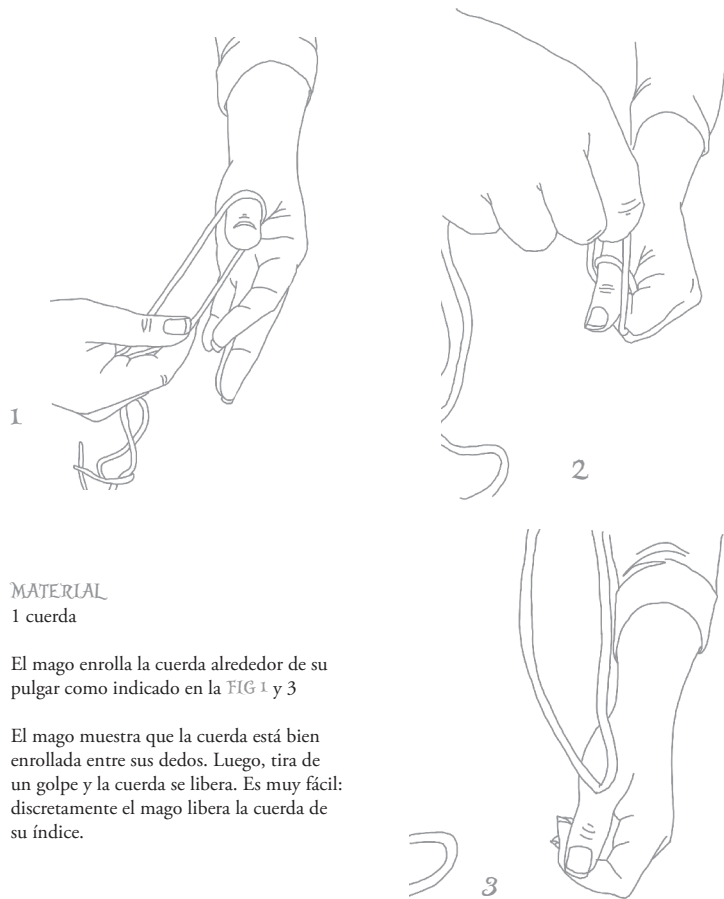 1
2
MATERIAL
1 cuerda
El mago enrolla la cuerda alrededor de su
pulgar como indicado en la FIG 1 y 3
El mago muestra que la cuerda está bien
enrollada entre sus dedos. Luego, tira de
un golpe y la cuerda se libera. Es muy fácil:
discretamente el mago libera la cuerda de
su índice.
3